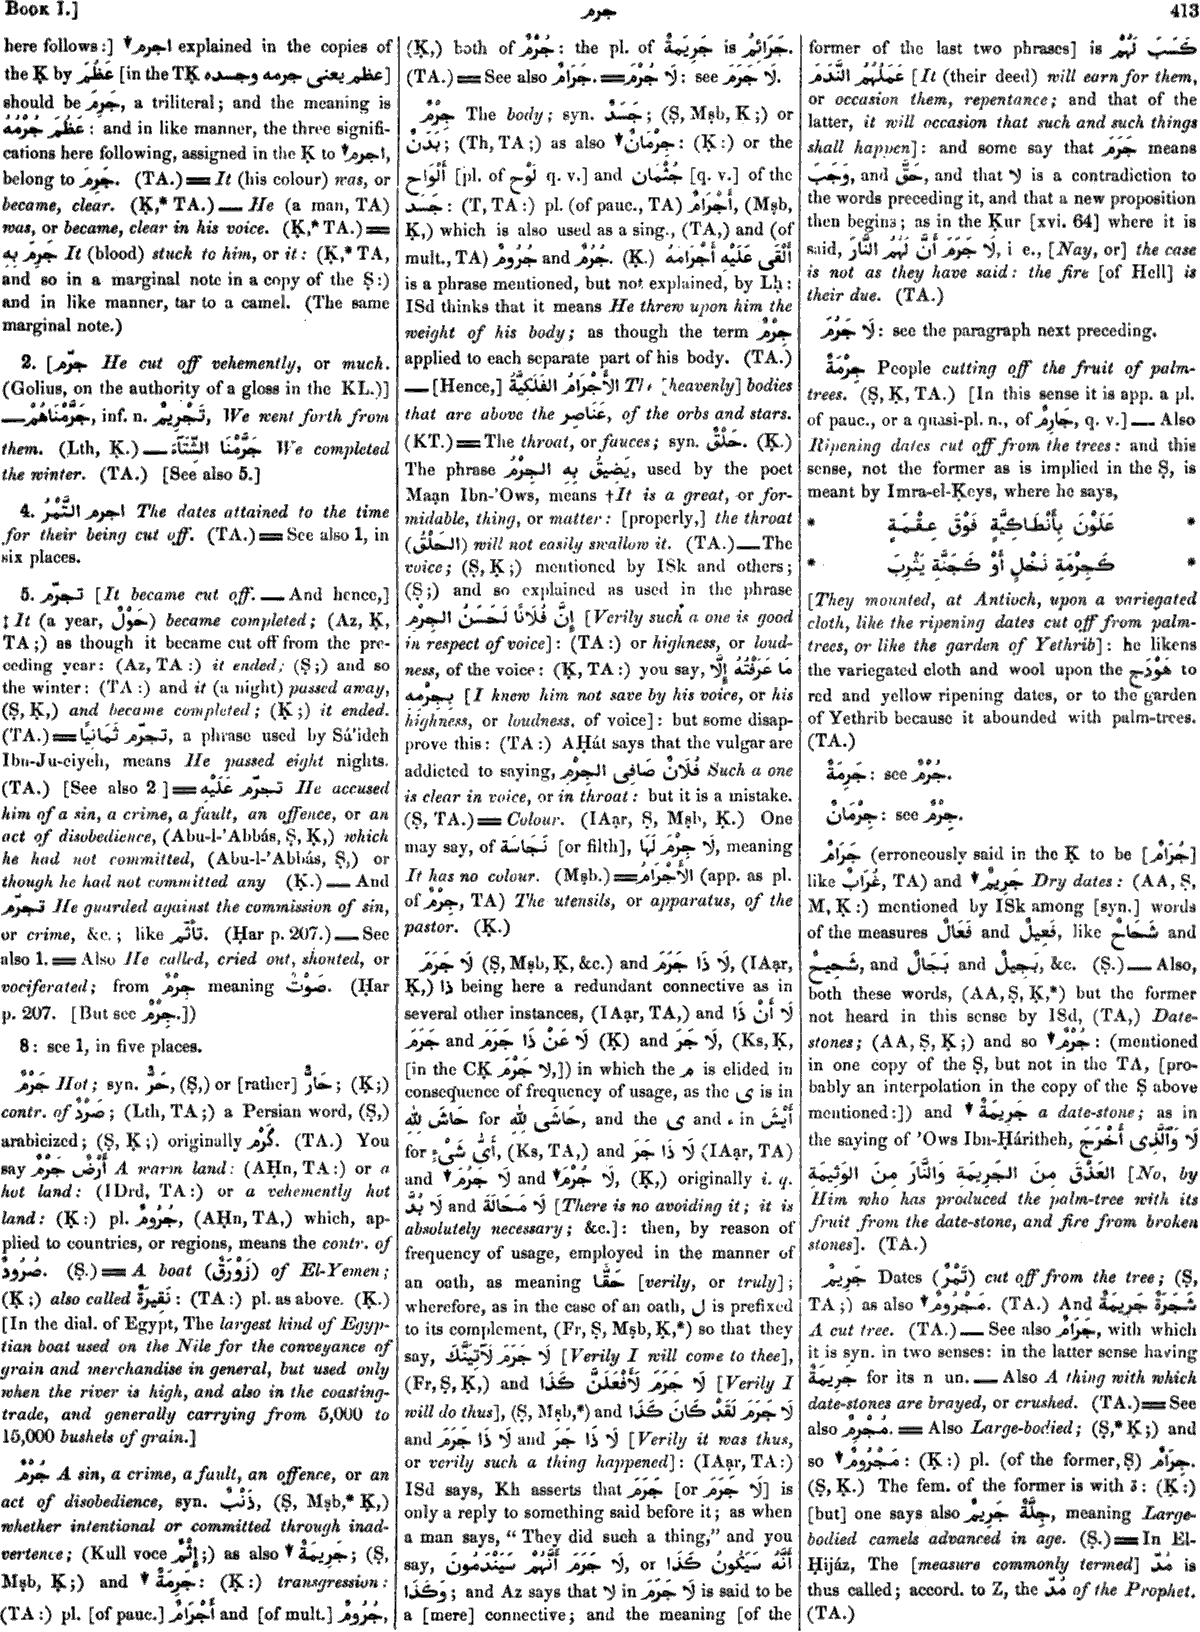 Book I.]
جرم
413
here follows :] اجرم explained in the copies of
the Ḳ by عَظُمَ [in the TḲ عظم يعنى جرمه وجسده]
should be جَرِمَ, a triliteral ; and the meaning is
عَظُمَ جُرْمُهُ : and in like manner, the three signifi-
cations here following, assigned in the Ḳ to اجرم,
belong to جَرِمَ. (TA.) ＝ It (his colour) was, or
became, clear. (Ḳ,* TA.) — He (a man, TA)
was, or became, clear in his voice. (Ḳ,* TA.) ＝
جَرِمَ بِهِ It (blood) stuck to him, or it : (Ḳ,* TA,
and so in a marginal note in a copy of the Ṣ :)
and in like manner, tar to a camel. (The same
marginal note.)
2. [جرّم He cut off vehemently, or much.
(Golius, on the authority of a gloss in the KL.)]
— جَرَّمْنَاهُمْ, inf. n. تَجْرِيمٌ, We went forth from
them. (Lth, Ḳ.) — جَرَّمْنَا الشِّتَآءَ We completed
the winter. (TA.) [See also 5.]
4. اجرم التَّمْرُ The dates attained to the time
for their being cut off. (TA.) ＝ See also 1, in
six places.
5. تجرّم [It became cut off. — And hence,]
‡ It (a year, حَوْلٌ) became completed ; (Az, Ḳ,
TA ;) as though it became cut off from the pre-
ceding year : (Az, TA :) it ended ; (Ṣ ;) and so
the winter : (TA :) and it (a night) passed away,
(Ṣ, Ḳ,) and became completed ; (Ḳ ;) it ended.
(TA.) ＝ تجرّم ثَمَانِيًا, a phrase used by Sá'ideh
Ibn-Ju-eiyeh, means He passed eight nights.
(TA.) [See also 2 ] ＝ تجرّم عَلَيْهِ He accused
him of a sin, a crime, a fault, an offence, or an
act of disobedience, (Abu-l-'Abbás, Ṣ, Ḳ,) which
he had not committed, (Abu-l-'Abbás, Ṣ,) or
though he had not committed any (Ḳ.) — And
تجرّم He guarded against the commission of sin,
or crime, &c. ; like تأثّم. (Ḥar p. 207.) — See
also 1. ＝ Also He called, cried out, shouted, or
vociferated ; from جِرْمٌ meaning صَوْتٌ. (Ḥar
p. 207. [But see جِرْمٌ.])
8 : see 1, in five places.
جَرْمٌ Hot ; syn. حَرٌّ, (Ṣ,) or [rather] حَارٌّ ; (Ḳ ;)
contr. of صَرْدٌ ; (Lth, TA ;) a Persian word, (Ṣ,)
arabicized ; (Ṣ, Ḳ ;) originally گَرْم. (TA.) You
say أَرْضٌ جَرْمٌ A warm land : (AḤn, TA :) or a
hot land : (IDrd, TA :) or a vehemently hot
land : (Ḳ :) pl. جُرُومٌ, (AḤn, TA,) which, ap-
plied to countries, or regions, means the contr. of
صُرُودٌ. (Ṣ.) ＝ A boat (زَوْرَق) of El-Yemen ;
(Ḳ ;) also called نَقِيرَةٌ : (TA :) pl. as above. (Ḳ.)
[In the dial. of Egypt, The largest kind of Egyp-
tian boat used on the Nile for the conveyance of
grain and merchandise in general, but used only
when the river is high, and also in the coasting-
trade, and generally carrying from 5,000 to
15,000 bushels of grain.]
جُرْمٌ A sin, a crime, a fault, an offence, or an
act of disobedience, syn. ذَنْبٌ, (Ṣ, Mṣb,* Ḳ,)
whether intentional or committed through inad-
vertence ; (Kull voce إِثْمٌ ;) as also جَرِيمَةٌ ; (Ṣ,
Mṣb, Ḳ ;) and جَرِمَةٌ : (Ḳ :) transgression :
(TA :) pl. [of pauc.] أَجْرَامٌ and [of mult.] جُرُومٌ,
(Ḳ,) both of جُرْمٌ : the pl. of جَرِيمَةٌ is جَرَائِمُ.
(TA.) ＝ See also جَرَامٌ. ＝ لَا جُرْمَ : see لَا جَرَمَ.
جِرْمٌ The body ; syn. جَسَدٌ ; (Ṣ, Mṣb, Ḳ ;) or
بَدَنٌ ; (Th, TA ;) as also جِرْمَانٌ : (Ḳ :) or the
أَلْوَاح [pl. of لَوْح q. v.] and جُثْمَان [q. v.] of the
جَسَد : (T, TA :) pl. (of pauc., TA) أَجْرَامٌ, (Mṣb,
Ḳ,) which is also used as a sing., (TA,) and (of
mult., TA) جُرُومٌ and جُرُمٌ. (Ḳ.) أَلْقَى عَلَيْهِ أَجْرَامَهُ
is a phrase mentioned, but not explained, by Lḥ :
ISd thinks that it means He threw upon him the
weight of his body ; as though the term جِرْمٌ
applied to each separate part of his body. (TA.)
— [Hence,] الأَجْرَامُ الفَلَكِيَّةُ The [heavenly] bodies
that are above the عَنَاصِر, of the orbs and stars.
(KT.) ＝ The throat, or fauces ; syn. حَلْقٌ. (Ḳ.)
The phrase يَضِيقُ بِهِ الجِرْمُ, used by the poet
Maạn Ibn-'Ows, means † It is a great, or for-
midable, thing, or matter : [properly,] the throat
(الحَلْقُ) will not easily swallow it. (TA.) — The
voice ; (Ṣ, Ḳ ;) mentioned by ISk and others ;
(Ṣ ;) and so explained as used in the phrase
إِنَّ فُلَانًا لَحَسَنُ الجِرْمِ [Verily such a one is good
in respect of voice] : (TA :) or highness, or loud-
ness, of the voice : (Ḳ, TA :) you say, مَا عَرَفْتُهُ إِلَّا
بِجِرْمِهِ [I knew him not save by his voice, or his
highness, or loudness, of voice] : but some disap-
prove this : (TA :) AḤát says that the vulgar are
addicted to saying, فُلَانٌ صَافِى الجِرْمِ Such a one
is clear in voice, or in throat : but it is a mistake.
(Ṣ, TA.) ＝ Colour. (IAạr, Ṣ, Mṣb, Ḳ.) One
may say, of نَجَاسَة [or filth], لَا جِرْمَ لَهَا, meaning
It has no colour. (Mṣb.) ＝ الأَجْرَامُ (app. as pl.
of جِرْمٌ, TA) The utensils, or apparatus, of the
pastor. (Ḳ.)
لَا جَرَمَ (Ṣ, Mṣb, Ḳ, &c.) and لَا ذَا جَرَمَ, (IAạr,
Ḳ,) ذا being here a redundant connective as in
several other instances, (IAạr, TA,) and لَا أَنْ ذَا
جَرَمَ and لَا عَنْ ذَا جَرَمَ (Ḳ) and لَا جَرَ, (Ks, Ḳ,
[in the CḲ لا جَرْمَ,]) in which the م is elided in
consequence of frequency of usage, as the ى is in
حَاشَ لِلّٰهِ for حَاشَى لِلّٰهِ, and the ى and ء in أَيْشَ
for أَىُّ شَىْءٍ, (Ks, TA,) and لَا ذَا جَرَ (IAạr, TA)
and لَا جَرُمَ and لَا جُرْمَ, (Ḳ,) originally i. q.
لَا بُدَّ and لَا مَحَالَةَ [There is no avoiding it ; it is
absolutely necessary ; &c.] : then, by reason of
frequency of usage, employed in the manner of
an oath, as meaning حَقًّا [verily, or truly] ;
wherefore, as in the case of an oath, ل is prefixed
to its complement, (Fr, Ṣ, Mṣb, Ḳ,*) so that they
say, لَا جَرَمَ لَآتِيَنَّكَ [Verily I will come to thee],
(Fr, Ṣ, Ḳ,) and لَا جَرَمَ لَأَفْعَلَنَّ كَذَا [Verily I
will do thus], (Ṣ, Mṣb,*) and لَا جَرَمَ لَقَدْ كَانَ كَذَا
and لَا ذَا جَرَمَ and لَا ذَا جَرَ [Verily it was thus,
or verily such a thing happened] : (IAạr, TA :)
ISd says, Kh asserts that جَرَمَ [or لَا جَرَمَ] is
only a reply to something said before it ; as when
a man says, “ They did such a thing,” and you
say, لَا جَرَمَ أَنَّهُمْ سَيَنْدَمُونَ, or أَنَّهُ سَيَكُونُ كَذَا
وَكَذَا ; and Az says that لا in لَا جَرَمَ is said to be
a [mere] connective ; and the meaning [of the
former of the last two phrases] is كَسَبَ لَهُمْ
عَمَلُهُمُ النَّدَمَ [It (their deed) will earn for them,
or occasion them, repentance ; and that of the
latter, it will occasion that such and such things
shall happen] : and some say that جَرَمَ means
وَجَبَ, and حَقَّ, and that لا is a contradiction to
the words preceding it, and that a new proposition
then begins ; as in the Ḳur [xvi. 64] where it is
said, لَا جَرَمَ أَنَّ لَهُمُ النَّارَ, i e., [Nay, or] the case
is not as they have said : the fire [of Hell] is
their due. (TA.)
لَا جَرُمَ : see the paragraph next preceding.
جِرْمَةٌ People cutting off the fruit of palm-
trees. (Ṣ, Ḳ, TA.) [In this sense it is app. a pl.
of pauc., or a quasi-pl. n., of جَارِمٌ, q. v.] — Also
Ripening dates cut off from the trees : and this
sense, not the former as is implied in the Ṣ, is
meant by Imra-el-Ḳeys, where he says,
* عَلَوْنَ بِأَنْطَاكِيَّةٍ فَوْقَ عِقْمَةٍ *
* كَجِرْمَةِ نَخْلٍ أَوْ كَجَنَّةِ يَثْرِبَ *
[They mounted, at Antioch, upon a variegated
cloth, like the ripening dates cut off from palm-
trees, or like the garden of Yethrib] : he likens
the variegated cloth and wool upon the هَوْدَج to
red and yellow ripening dates, or to the garden
of Yethrib because it abounded with palm-trees.
(TA.)
جَرِمَةٌ : see جُرْمٌ.
جِرْمَانٌ : see جِرْمٌ.
جَرَامٌ (erroneously said in the Ḳ to be [جُرَامٌ]
like غُرَابٌ, TA) and جَرِيمٌ Dry dates : (AA, Ṣ,
M, Ḳ :) mentioned by ISk among [syn.] words
of the measures فَعَالٌ and فَعِيلٌ, like شَحَاحٌ and
شَحِيحٌ, and بَجَالٌ and بَجِيلٌ, &c. (Ṣ.) — Also,
both these words, (AA, Ṣ, Ḳ,*) but the former
not heard in this sense by ISd, (TA,) Date-
stones ; (AA, Ṣ, Ḳ ;) and so جُرْمٌ : (mentioned
in one copy of the Ṣ, but not in the TA, [pro-
bably an interpolation in the copy of the Ṣ above
mentioned :]) and جَرِيمَةٌ a date-stone ; as in
the saying of 'Ows Ibn-Ḥáritheh, لَا وَٱلَّذِى أَخْرَجَ
العَذْقَ مِنَ الجَرِيمَةِ وَالنَّارَ مِنَ الوَثِيمَةِ [No, by
Him who has produced the palm-tree with its
fruit from the date-stone, and fire from broken
stones]. (TA.)
جَرِيمٌ Dates (تَمْرٌ) cut off from the tree ; (Ṣ,
TA ;) as also مَجْرُومٌ. (TA.) And شَجَرَةٌ جَرِيمَةٌ
A cut tree. (TA.) — See also جَرَامٌ, with which
it is syn. in two senses : in the latter sense having
جَرِيمَةٌ for its n un. — Also A thing with which
date-stones are brayed, or crushed. (TA.) ＝ See
also مُجْرِمٌ. ＝ Also Large-bodied ; (Ṣ,* Ḳ ;) and
so مَجْرُومٌ : (Ḳ :) pl. (of the former, Ṣ) جِرَامٌ.
(Ṣ, Ḳ.) The fem. of the former is with ة : (Ḳ :)
[but] one says also جِلَّةٌ جَرِيمٌ, meaning Large-
bodied camels advanced in age. (Ṣ.) ＝ In El-
Ḥijáz, The [measure commonly termed] مُدّ is
thus called ; accord. to Z, the مُدّ of the Prophet.
(TA.)